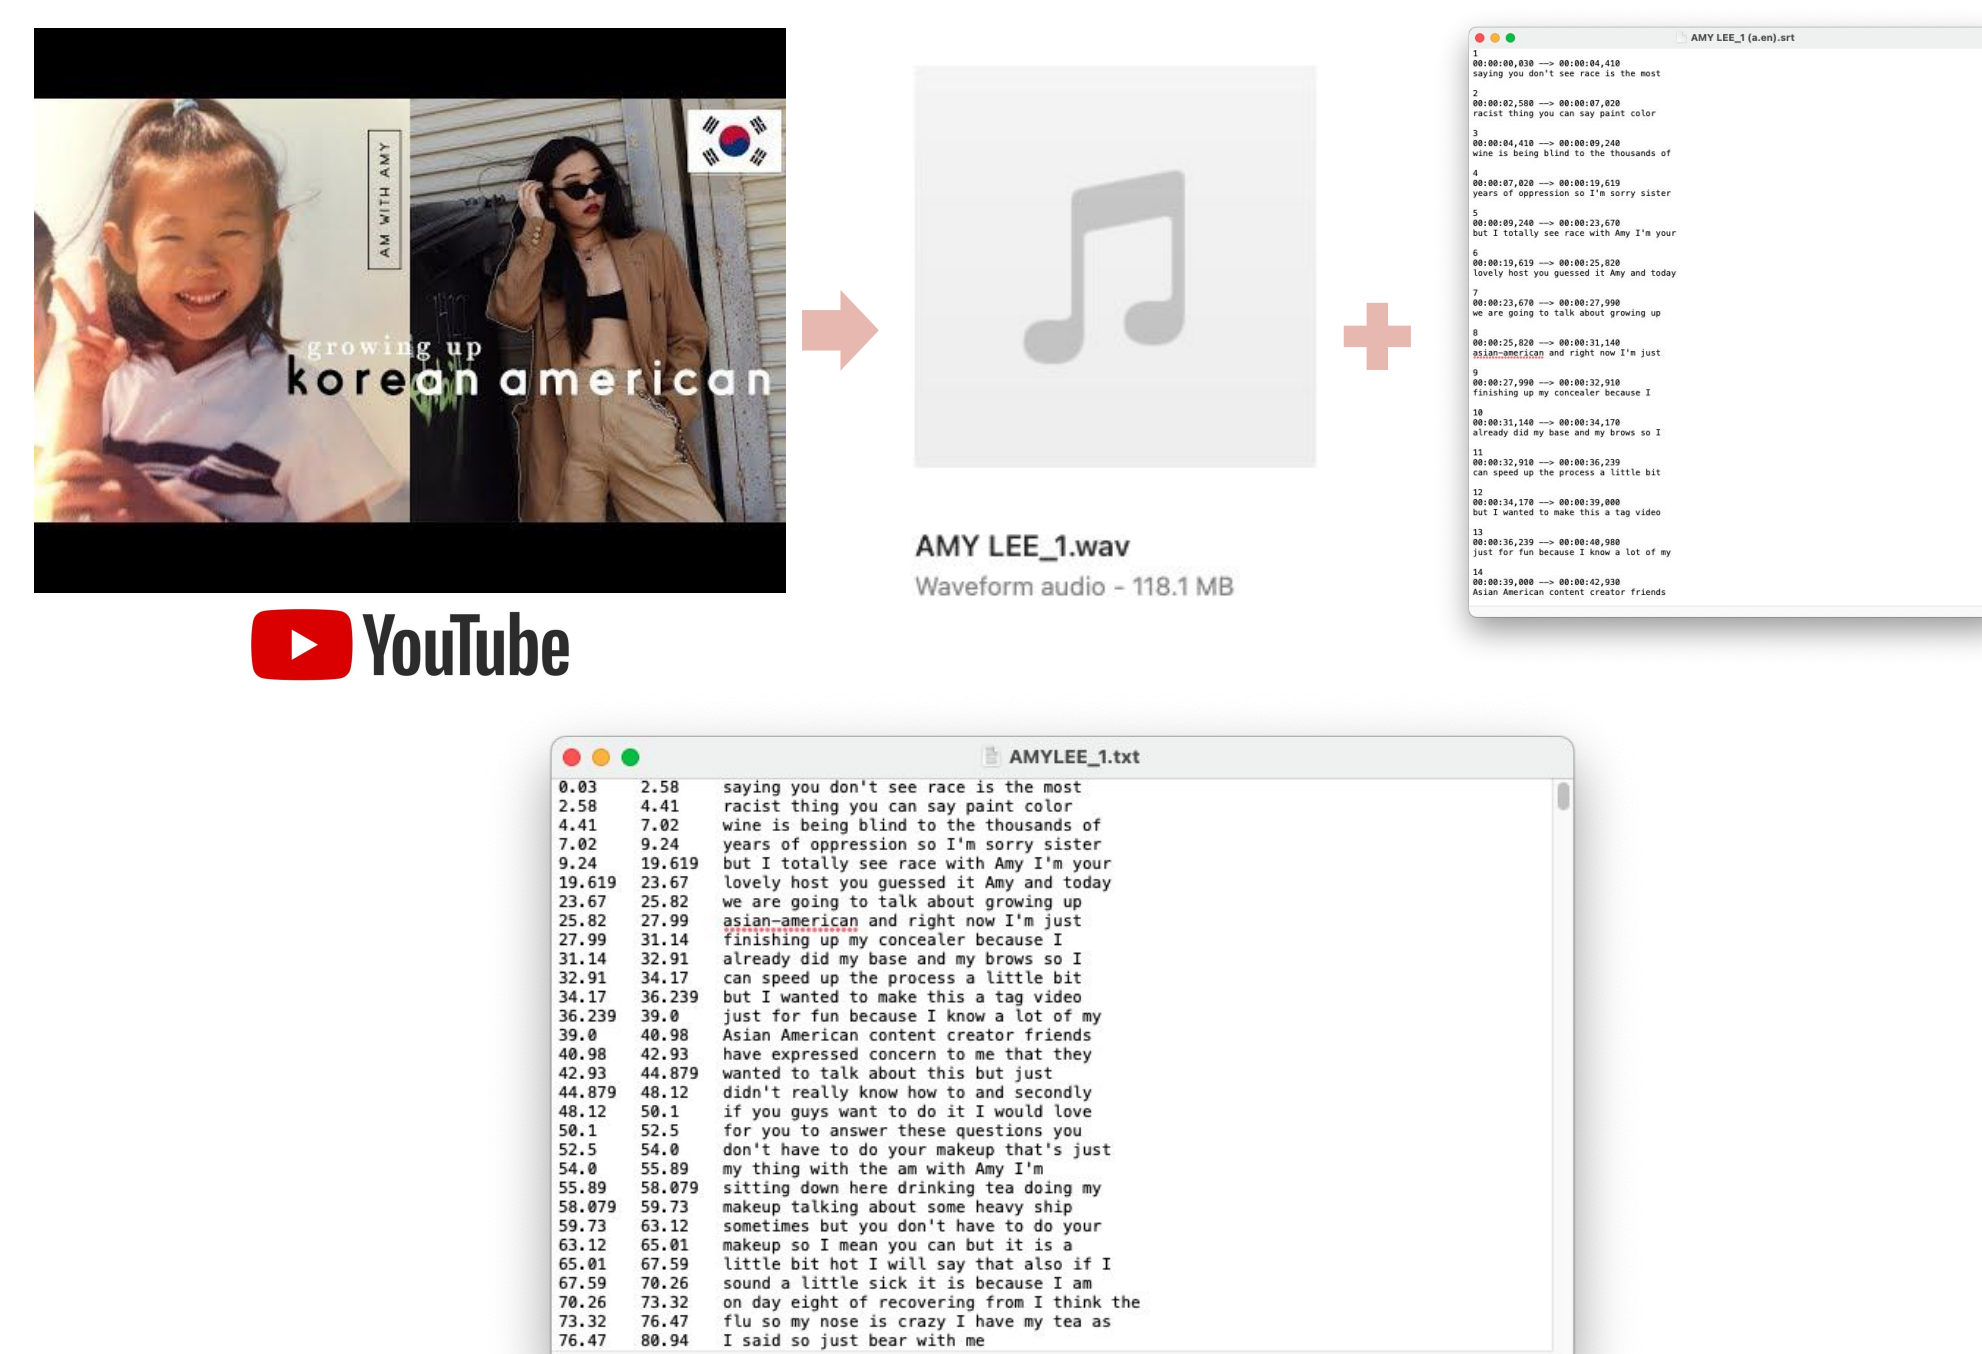 AM WITH AMY
growing up
korean american
YouTube
AMY LEE_1.wav
Waveform audio - 118.1 MB
AMY LEE_1 (a.en).srt
1
00:00:00,030 --> 00:00:04,410
saying you don't see race is the most
2
00:00:02,580 --> 00:00:07,020
racist thing you can say paint color
3
00:00:04,410 --> 00:00:09,240
wine is being blind to the thousands of
4
00:00:07,020 --> 00:00:19,619
years of oppression so I'm sorry sister
5
00:00:09,240 --> 00:00:23,670
but I totally see race with Amy I'm your
6
00:00:19,619 --> 00:00:25,820
lovely host you guessed it Amy and today
7
00:00:23,670 --> 00:00:27,990
we are going to talk about growing up
8
00:00:25,820 --> 00:00:31,140
asian-american and right now I'm just
9
00:00:27,990 --> 00:00:32,910
finishing up my concealer because I
10
00:00:31,140 --> 00:00:34,170
already did my base and my brows so I
11
00:00:32,910 --> 00:00:36,239
can speed up the process a little bit
12
00:00:34,170 --> 00:00:39,000
but I wanted to make this a tag video
13
00:00:36,239 --> 00:00:40,980
just for fun because I know a lot of my
14
00:00:39,000 --> 00:00:42,930
Asian American content creator friends
AMYLEE_1.txt
0.03 2.58 saying you don't see race is the most
2.58 4.41 racist thing you can say paint color
4.41 7.02 wine is being blind to the thousands of
7.02 9.24 years of oppression so I'm sorry sister
9.24 19.619 but I totally see race with Amy I'm your
19.619 23.67 lovely host you guessed it Amy and today
23.67 25.82 we are going to talk about growing up
25.82 27.99 asian-american and right now I'm just
27.99 31.14 finishing up my concealer because I
31.14 32.91 already did my base and my brows so I
32.91 34.17 can speed up the process a little bit
34.17 36.239 but I wanted to make this a tag video
36.239 39.0 just for fun because I know a lot of my
39.0 40.98 Asian American content creator friends
40.98 42.93 have expressed concern to me that they
42.93 44.879 wanted to talk about this but just
44.879 48.12 didn't really know how to and secondly
48.12 50.1 if you guys want to do it I would love
50.1 52.5 for you to answer these questions you
52.5 54.0 don't have to do your makeup that's just
54.0 55.89 my thing with the am with Amy I'm
55.89 58.079 sitting down here drinking tea doing my
58.079 59.73 makeup talking about some heavy ship
59.73 63.12 sometimes but you don't have to do your
63.12 65.01 makeup so I mean you can but it is a
65.01 67.59 little bit hot I will say that also if I
67.59 70.26 sound a little sick it is because I am
70.26 73.32 on day eight of recovering from I think the
73.32 76.47 flu so my nose is crazy I have my tea as
76.47 80.94 I said so just bear with me